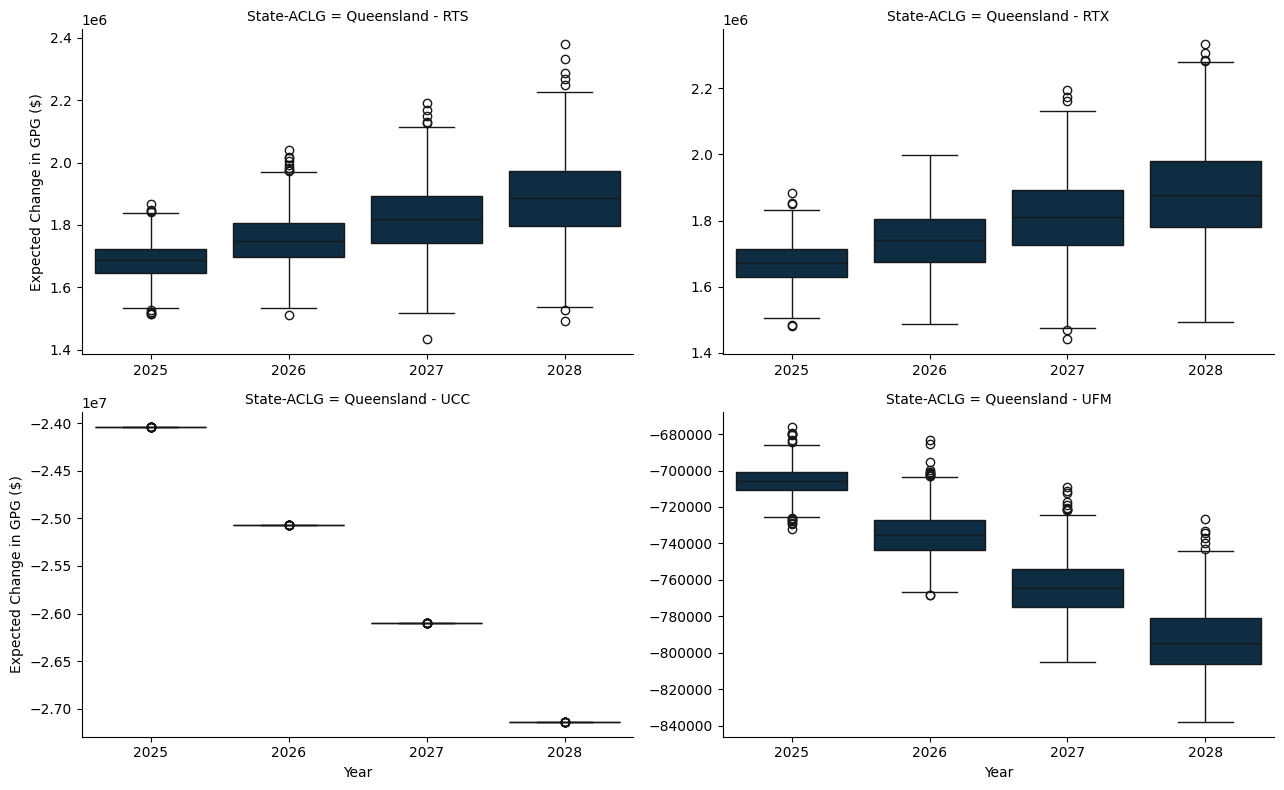 State-ACLG = Queensland - RTS
1e6
2.4
2.2
2.0
1.8
1.6
1.4
Expected Change in GPG ($)
2025 2026 2027 2028
State-ACLG = Queensland - RTX
1e6
2.2
2.0
1.8
1.6
1.4
2025 2026 2027 2028
State-ACLG = Queensland - UCC
1e7
−2.40
−2.45
−2.50
−2.55
−2.60
−2.65
−2.70
Expected Change in GPG ($)
2025 2026 2027 2028
Year
State-ACLG = Queensland - UFM
−680000
−700000
−720000
−740000
−760000
−780000
−800000
−820000
−840000
2025 2026 2027 2028
Year